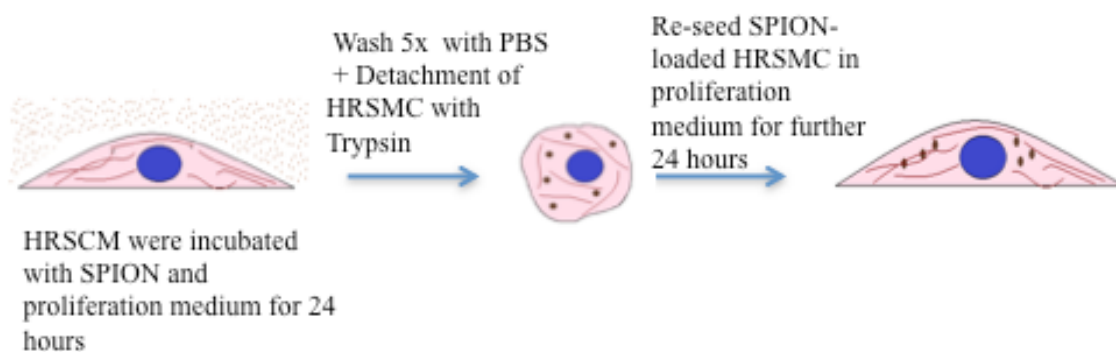 Wash 5x with PBS
+ Detachment of
HRSMC with
Trypsin
Re-seed SPION-
loaded HRSMC in
proliferation
medium for further
24 hours
HRSCM were incubated
with SPION and
proliferation medium for 24
hours